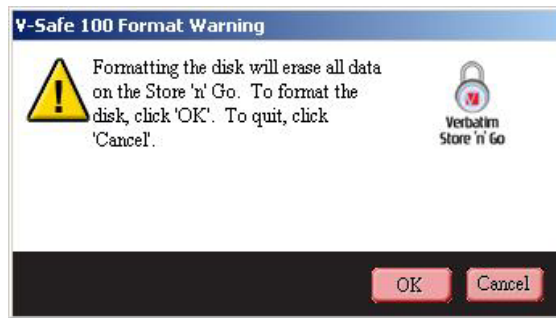 V-Safe 100 Format Warning
Formatting the disk will erase all data
on the Store 'n' Go. To format the
disk, click 'OK'. To quit, click
'Cancel'.
Verbatim
Store 'n' Go
OK
Cancel